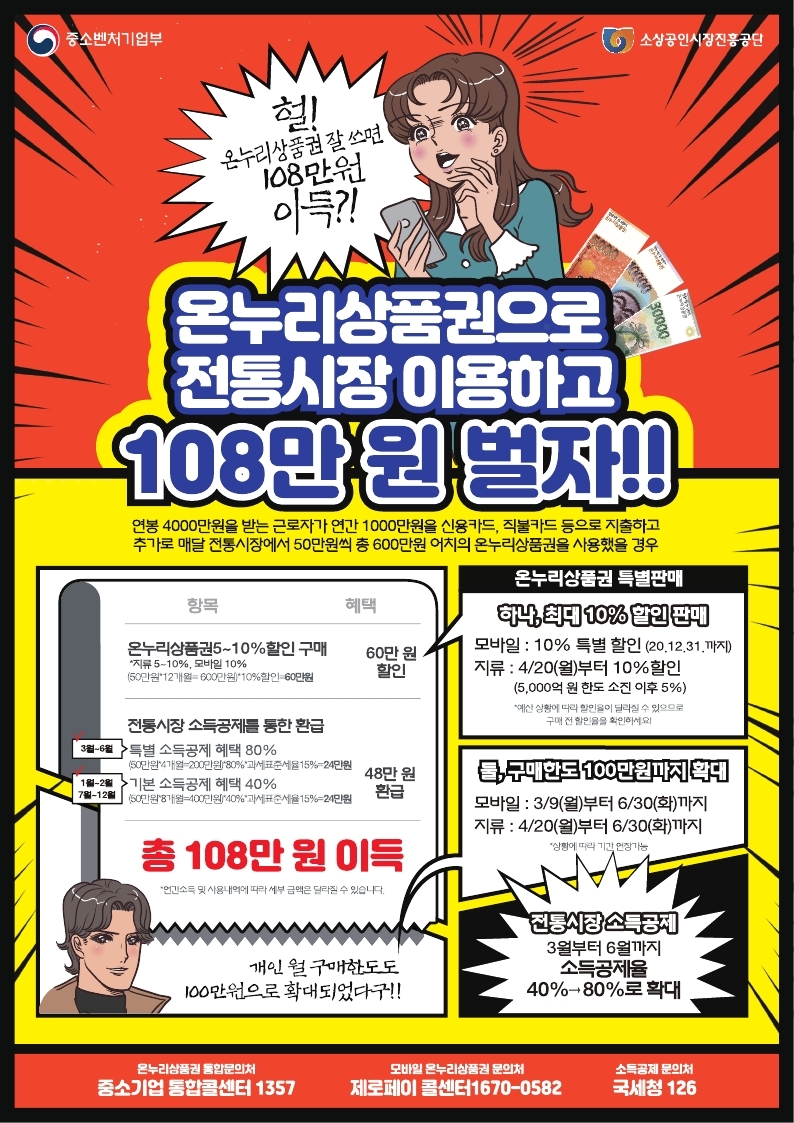 중소벤처기업부
소상공인시장진흥공단
헐!
온누리상품권 잘 쓰면
108만원
이득?!
온누리상품권으로
전통시장 이용하고
108만 원 벌자!!
연봉 4000만원을 받는 근로자가 연간 1000만원을 신용카드, 직불카드 등으로 지출하고
추가로 매달 전통시장에서 50만원씩 총 600만원 어치의 온누리상품권을 사용했을 경우
항목 혜택
온누리상품권5~10%할인 구매
*지류 5~10%, 모바일 10%
(50만원*12개월= 600만원)*10%할인=60만원
60만 원
할인
전통시장 소득공제를 통한 환급
3월~6월
특별 소득공제 혜택 80%
(50만원*4개월=200만원)*80%*과세표준세율15%=24만원
1월~2월
7월~12월
기본 소득공제 혜택 40%
(50만원*8개월=400만원)*40%*과세표준세율15%=24만원
48만 원
환급
총 108만 원 이득
*연간소득 및 사용내역에 따라 세부 금액은 달라질 수 있습니다.
개인 월 구매한도도
100만원으로 확대되었다구!!
온누리상품권 특별판매
하나, 최대 10% 할인 판매
모바일 : 10% 특별 할인 (20.12.31.까지)
지류 : 4/20(월)부터 10%할인
(5,000억 원 한도 소진 이후 5%)
*예산 상황에 따라 할인율이 달라질 수 있으므로
구매 전 할인율을 확인하세요!
둘, 구매한도 100만원까지 확대
모바일 : 3/9(월)부터 6/30(화)까지
지류 : 4/20(월)부터 6/30(화)까지
*상황에 따라 기간 연장가능
전통시장 소득공제
3월부터 6월까지
소득공제율
40%→80%로 확대
온누리상품권 통합문의처
중소기업 통합콜센터 1357
모바일 온누리상품권 문의처
제로페이 콜센터1670-0582
소득공제 문의처
국세청 126